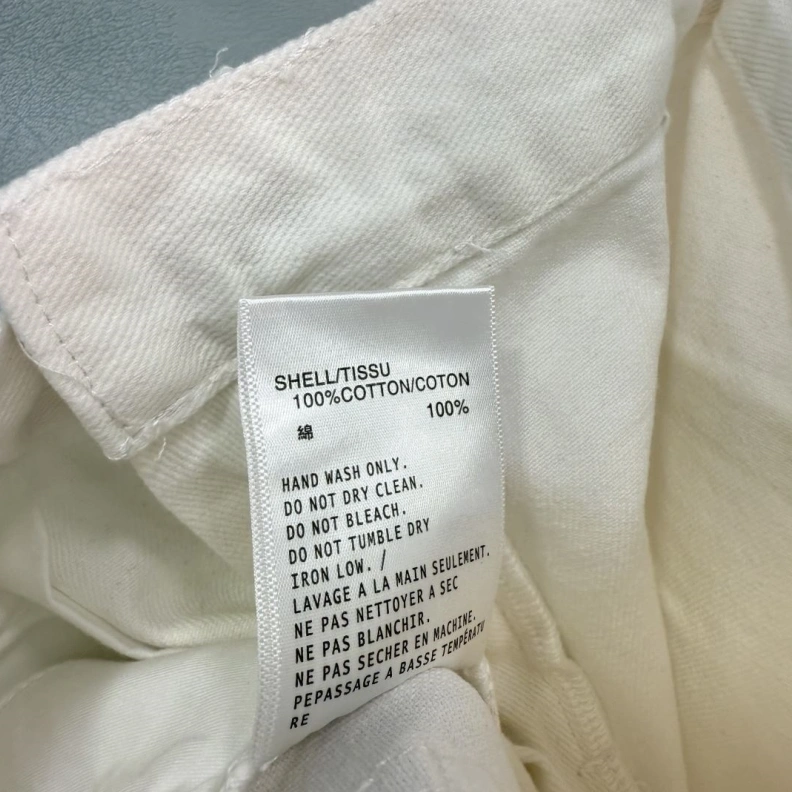 SHELL/TISSU
100%COTTON/COTON
綿 100%
HAND WASH ONLY.
DO NOT DRY CLEAN.
DO NOT BLEACH.
DO NOT TUMBLE DRY
IRON LOW. /
LAVAGE A LA MAIN SEULEMENT.
NE PAS NETTOYER A SEC
NE PAS BLANCHIR.
NE PAS SECHER EN MACHINE.
PEPASSAGE A BASSE TEMPÉRATU
RE